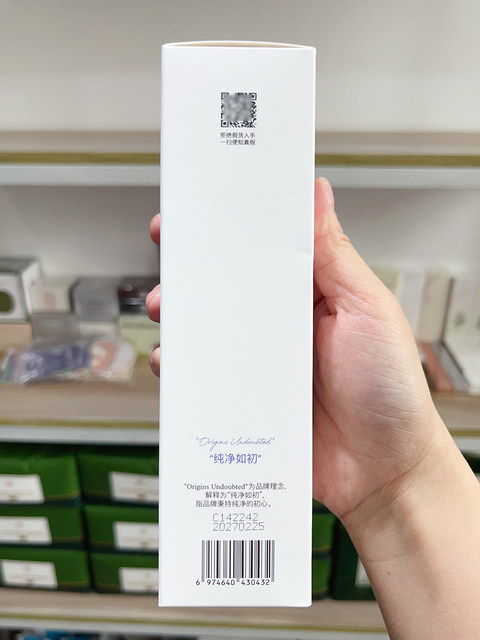 拒绝假货入手
一扫便知真假
"Origins Undoubted"
"纯净如初"
"Origins Undoubted"为品牌理念,
解释为"纯净如初",
指品牌秉持纯净的初心。
C142242
20270225
6 974640 430432